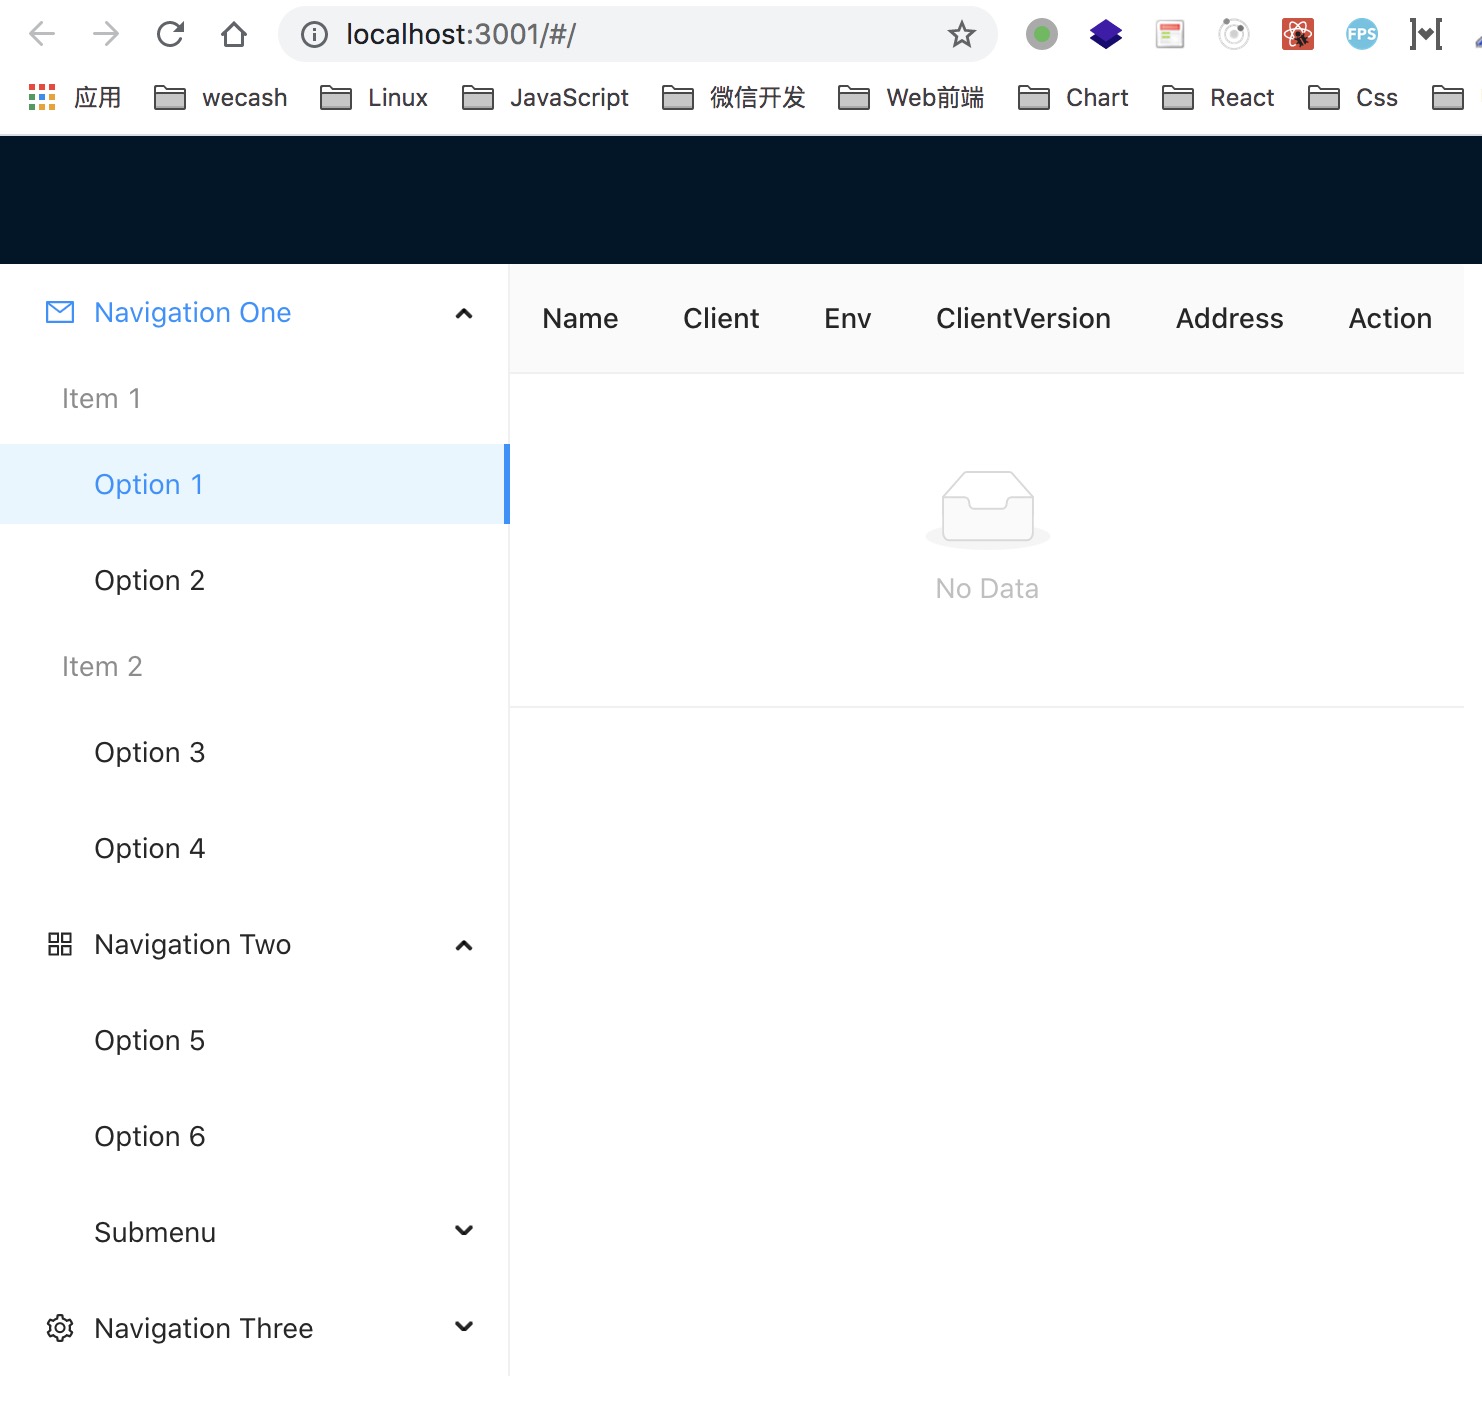 localhost:3001/#/
FPS
应用 wecash Linux JavaScript 微信开发 Web前端 Chart React Css
Navigation One
Name Client Env ClientVersion Address Action
Item 1
Option 1
Option 2
No Data
Item 2
Option 3
Option 4
Navigation Two
Option 5
Option 6
Submenu
Navigation Three